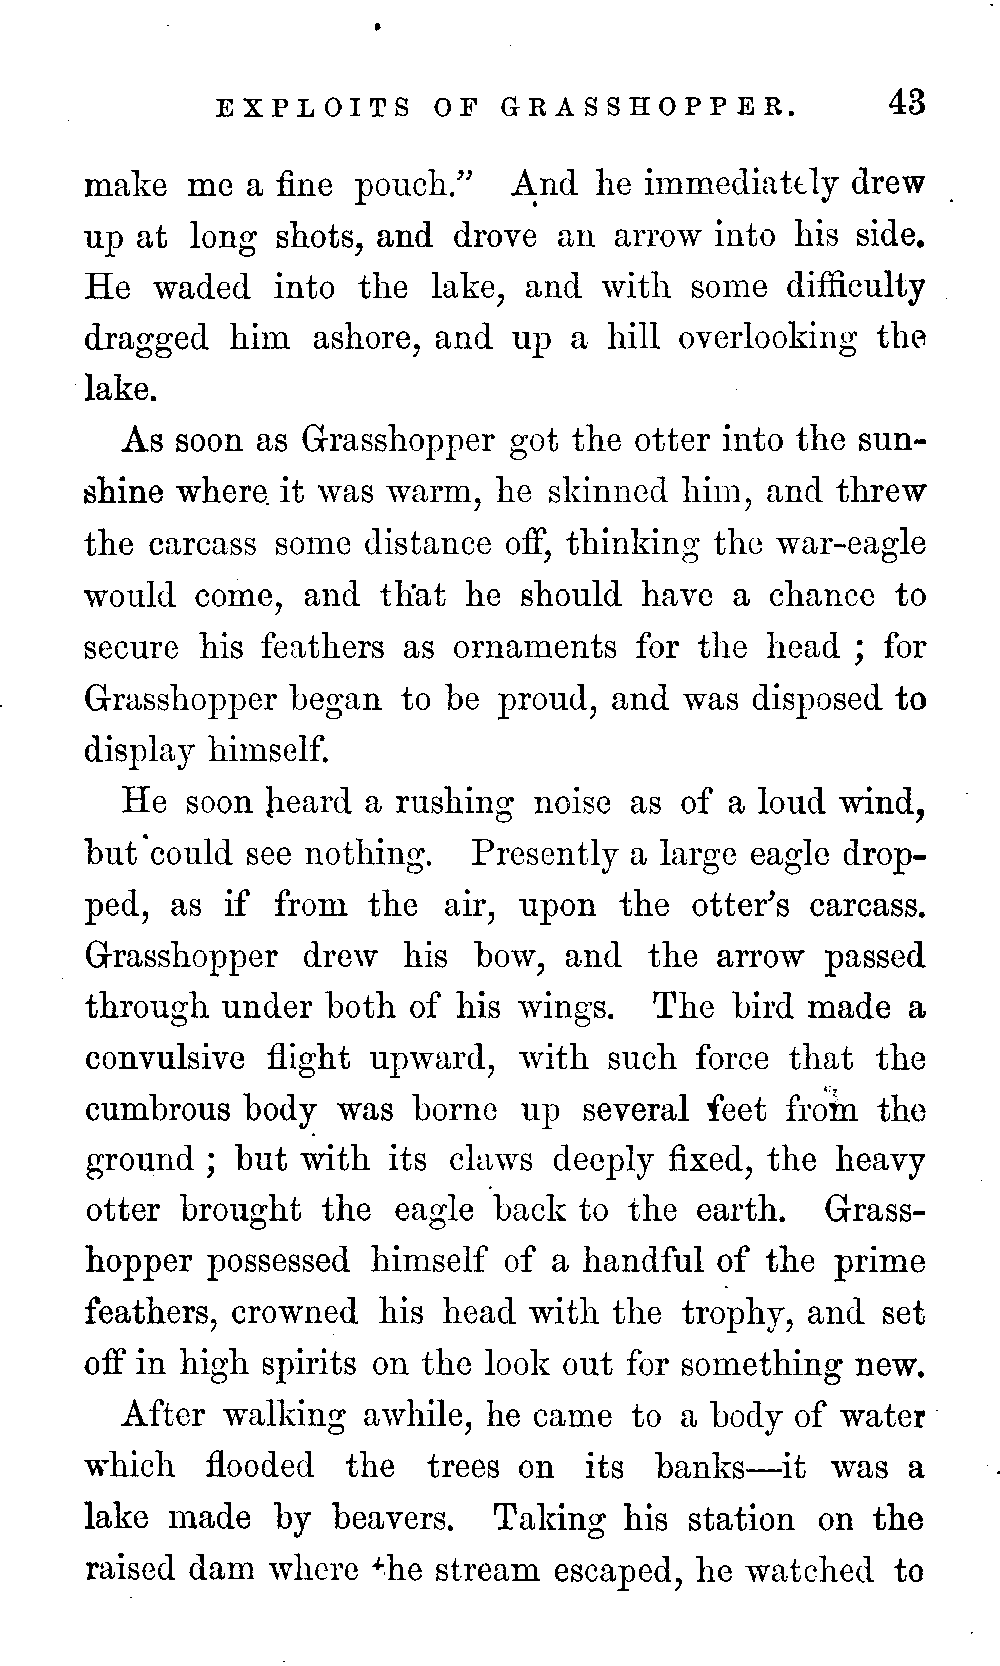 EXPLOITS OF GRASSHOPPER. 43
make me a fine pouch.” And he immediately drew
up at long shots, and drove an arrow into his side.
He waded into the lake, and with some difficulty
dragged him ashore, and up a hill overlooking the
lake.
As soon as Grasshopper got the otter into the sun-
shine where it was warm, he skinned him, and threw
the carcass some distance off, thinking the war-eagle
would come, and that he should have a chance to
secure his feathers as ornaments for the head ; for
Grasshopper began to be proud, and was disposed to
display himself.
He soon heard a rushing noise as of a loud wind,
but could see nothing. Presently a large eagle drop-
ped, as if from the air, upon the otter’s carcass.
Grasshopper drew his bow, and the arrow passed
through under both of his wings. The bird made a
convulsive flight upward, with such force that the
cumbrous body was borne up several feet from the
ground ; but with its claws deeply fixed, the heavy
otter brought the eagle back to the earth. Grass-
hopper possessed himself of a handful of the prime
feathers, crowned his head with the trophy, and set
off in high spirits on the look out for something new.
After walking awhile, he came to a body of water
which flooded the trees on its banks—it was a
lake made by beavers. Taking his station on the
raised dam where the stream escaped, he watched to